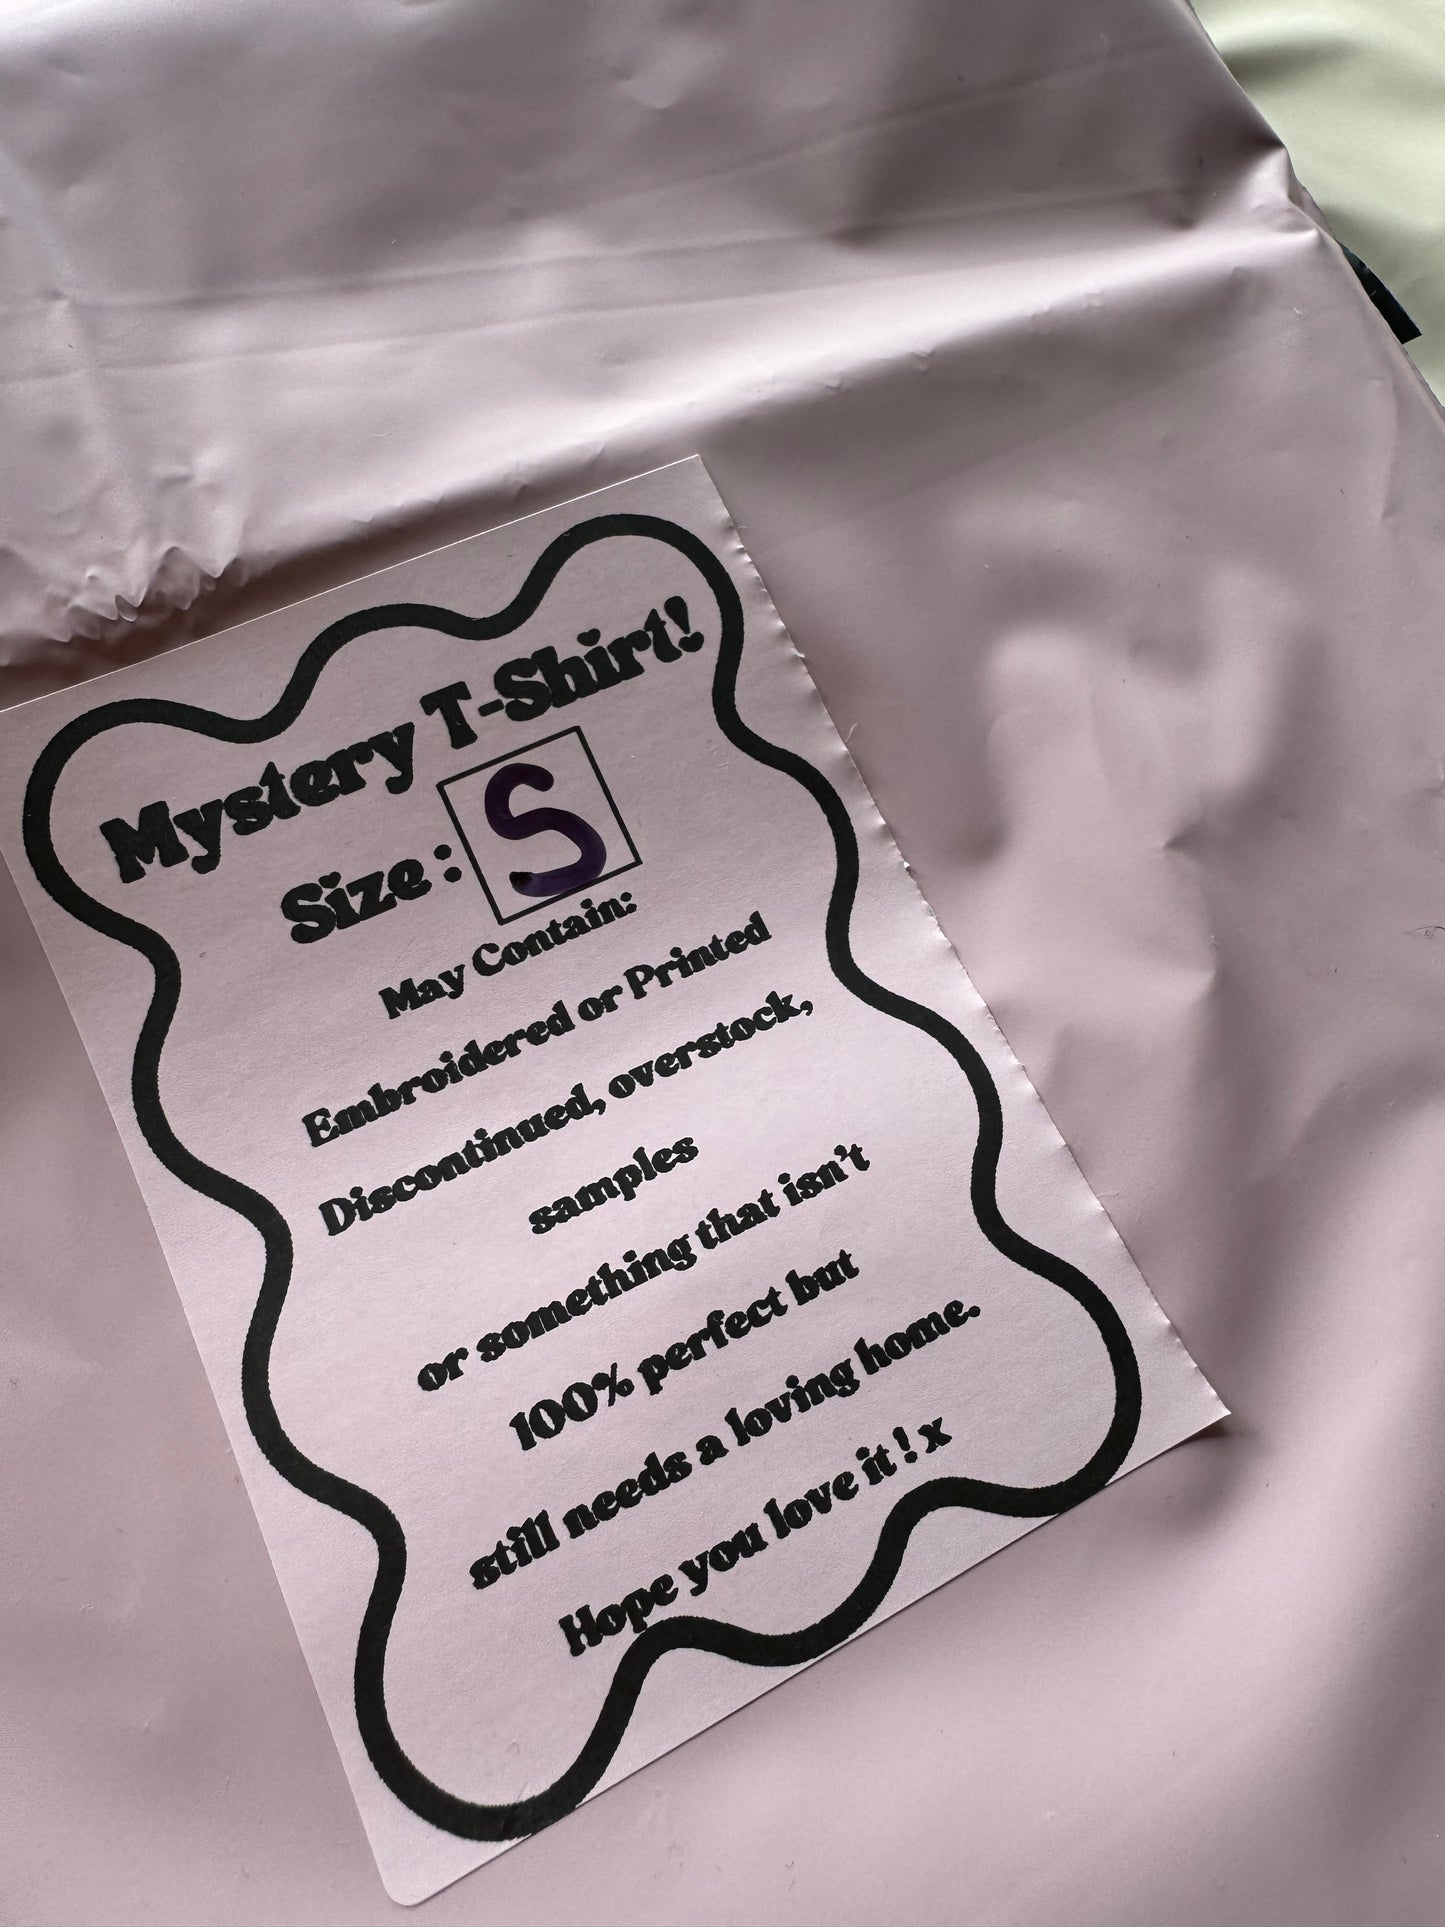 Mystery T-Shirt!
Size : S
May Contain:
Embroidered or Printed
Discontinued, overstock,
samples
or something that isn't
100% perfect but
still needs a loving home.
Hope you love it ! x